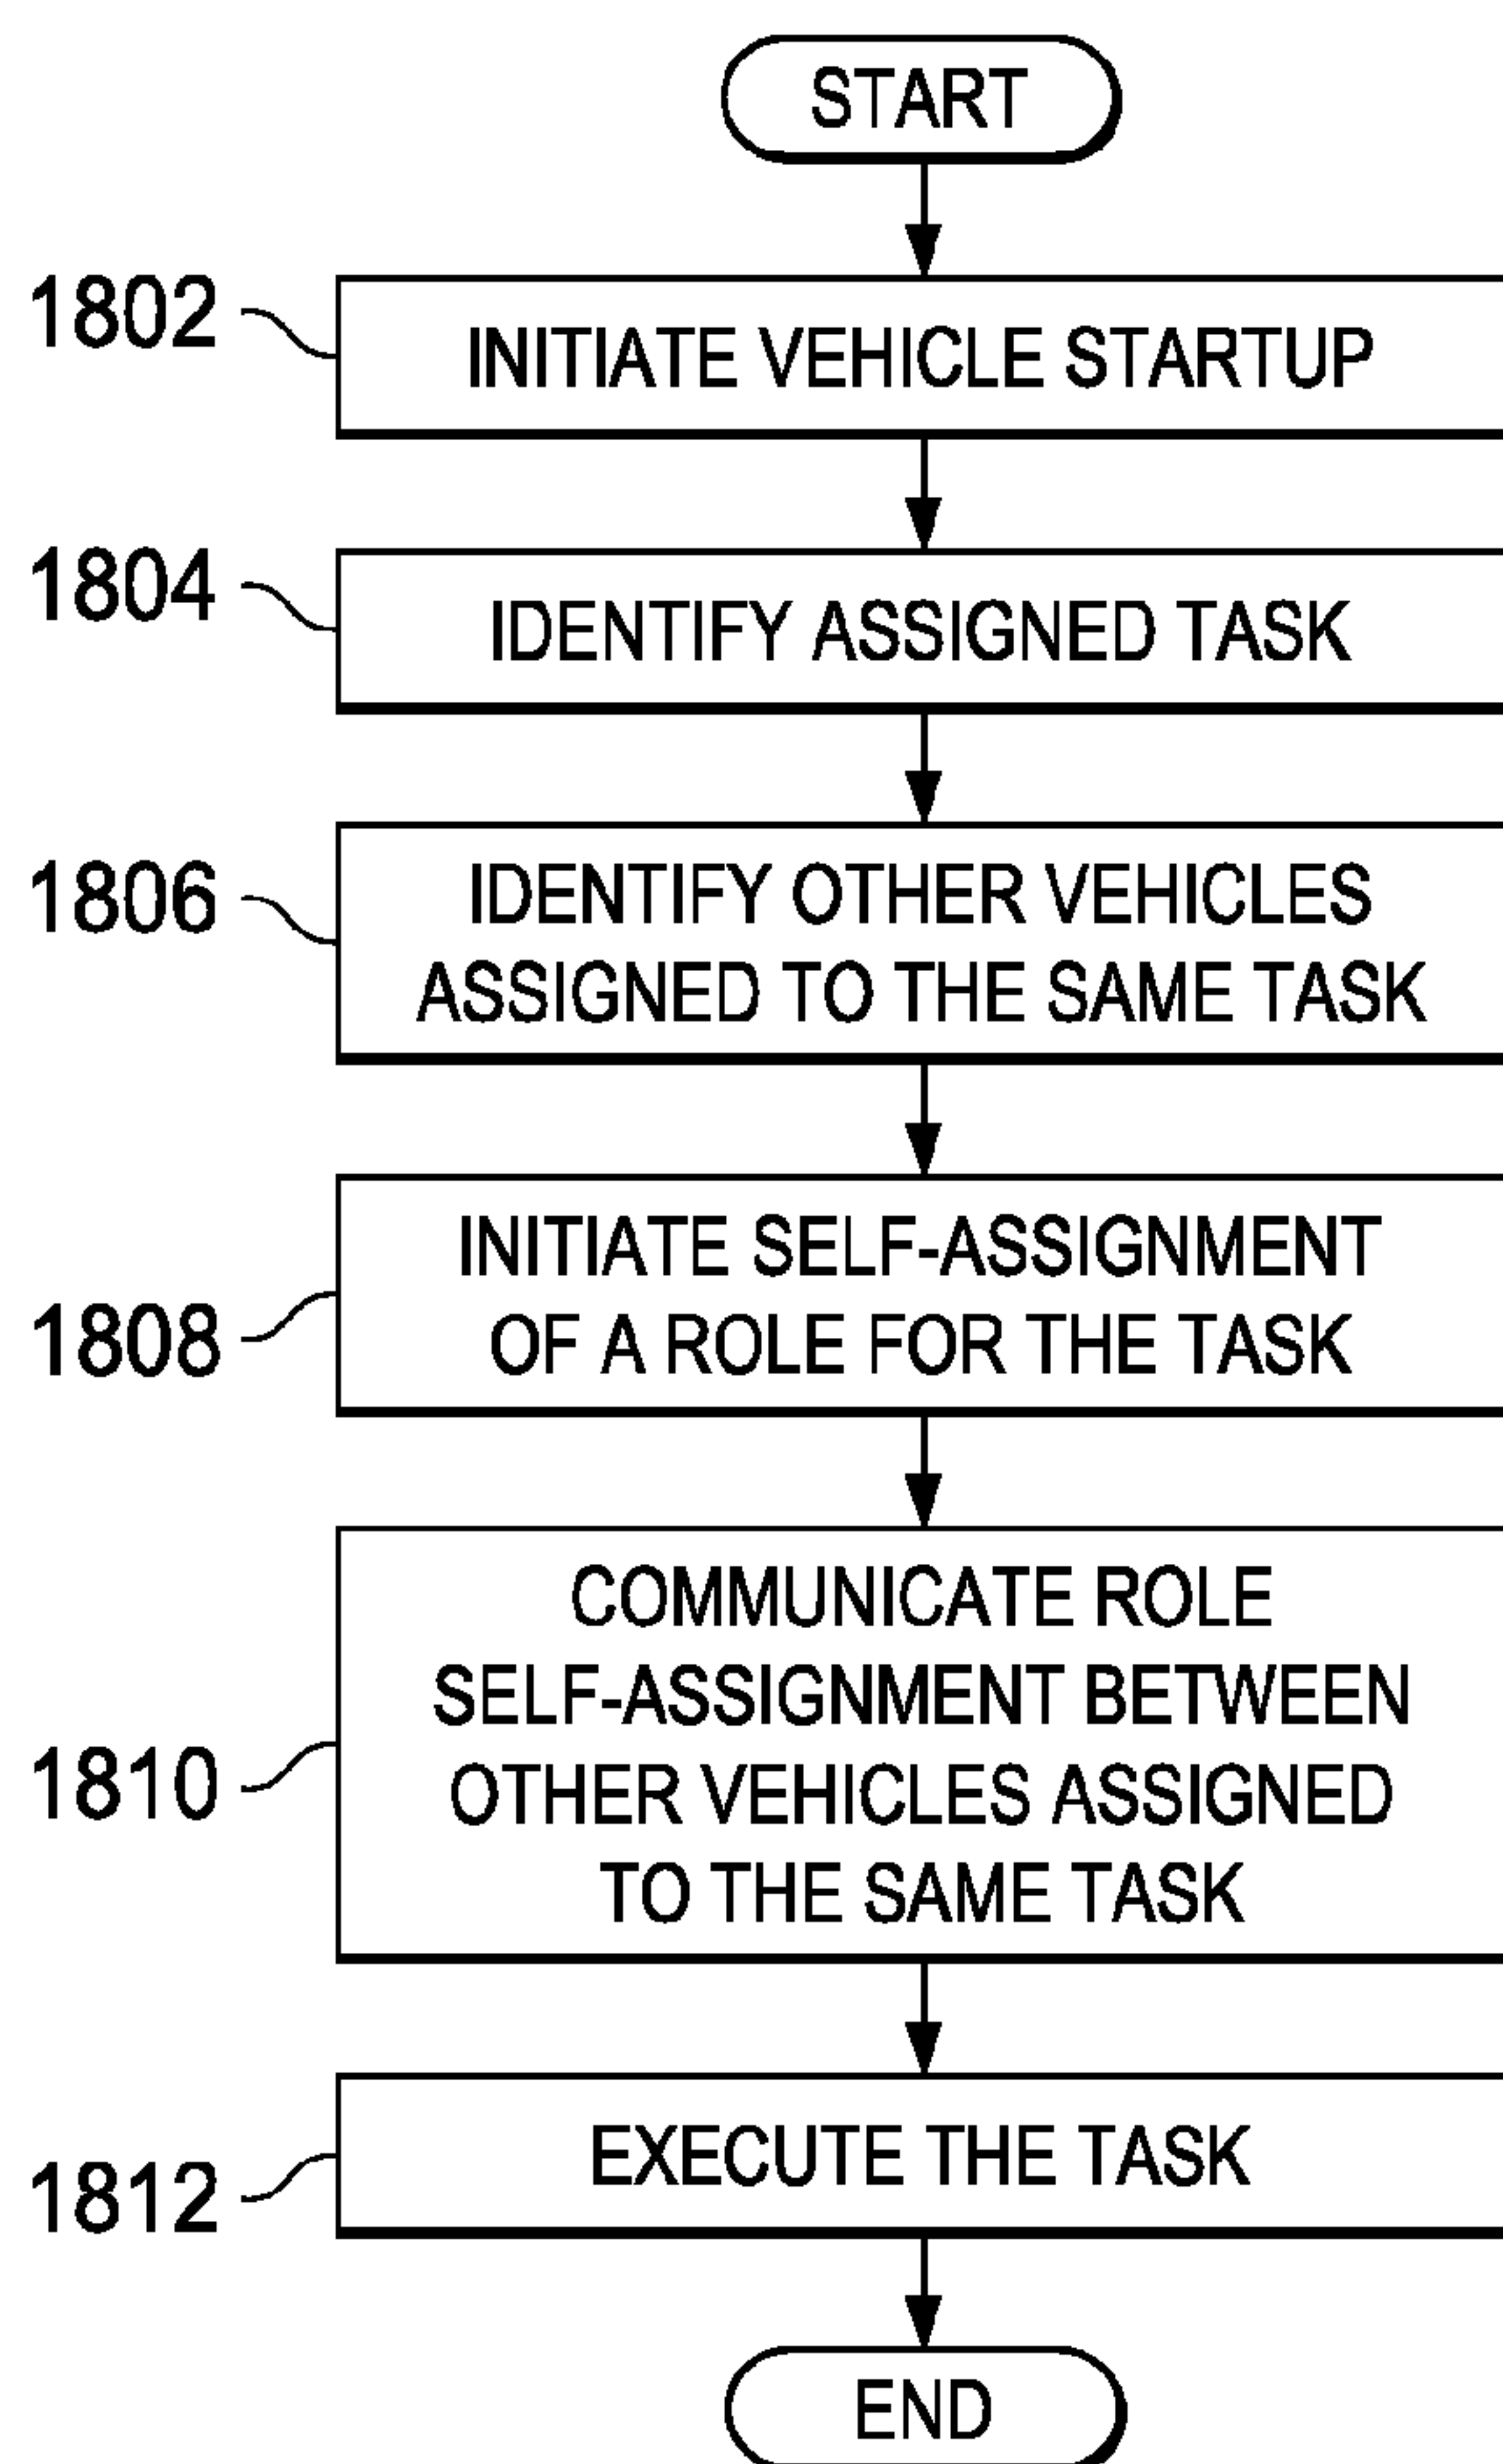 START
1802
INITIATE VEHICLE STARTUP
1804
IDENTIFY ASSIGNED TASK
1806
IDENTIFY OTHER VEHICLES
ASSIGNED TO THE SAME TASK
1808
INITIATE SELF-ASSIGNMENT
OF A ROLE FOR THE TASK
1810
COMMUNICATE ROLE
SELF-ASSIGNMENT BETWEEN
OTHER VEHICLES ASSIGNED
TO THE SAME TASK
1812
EXECUTE THE TASK
END